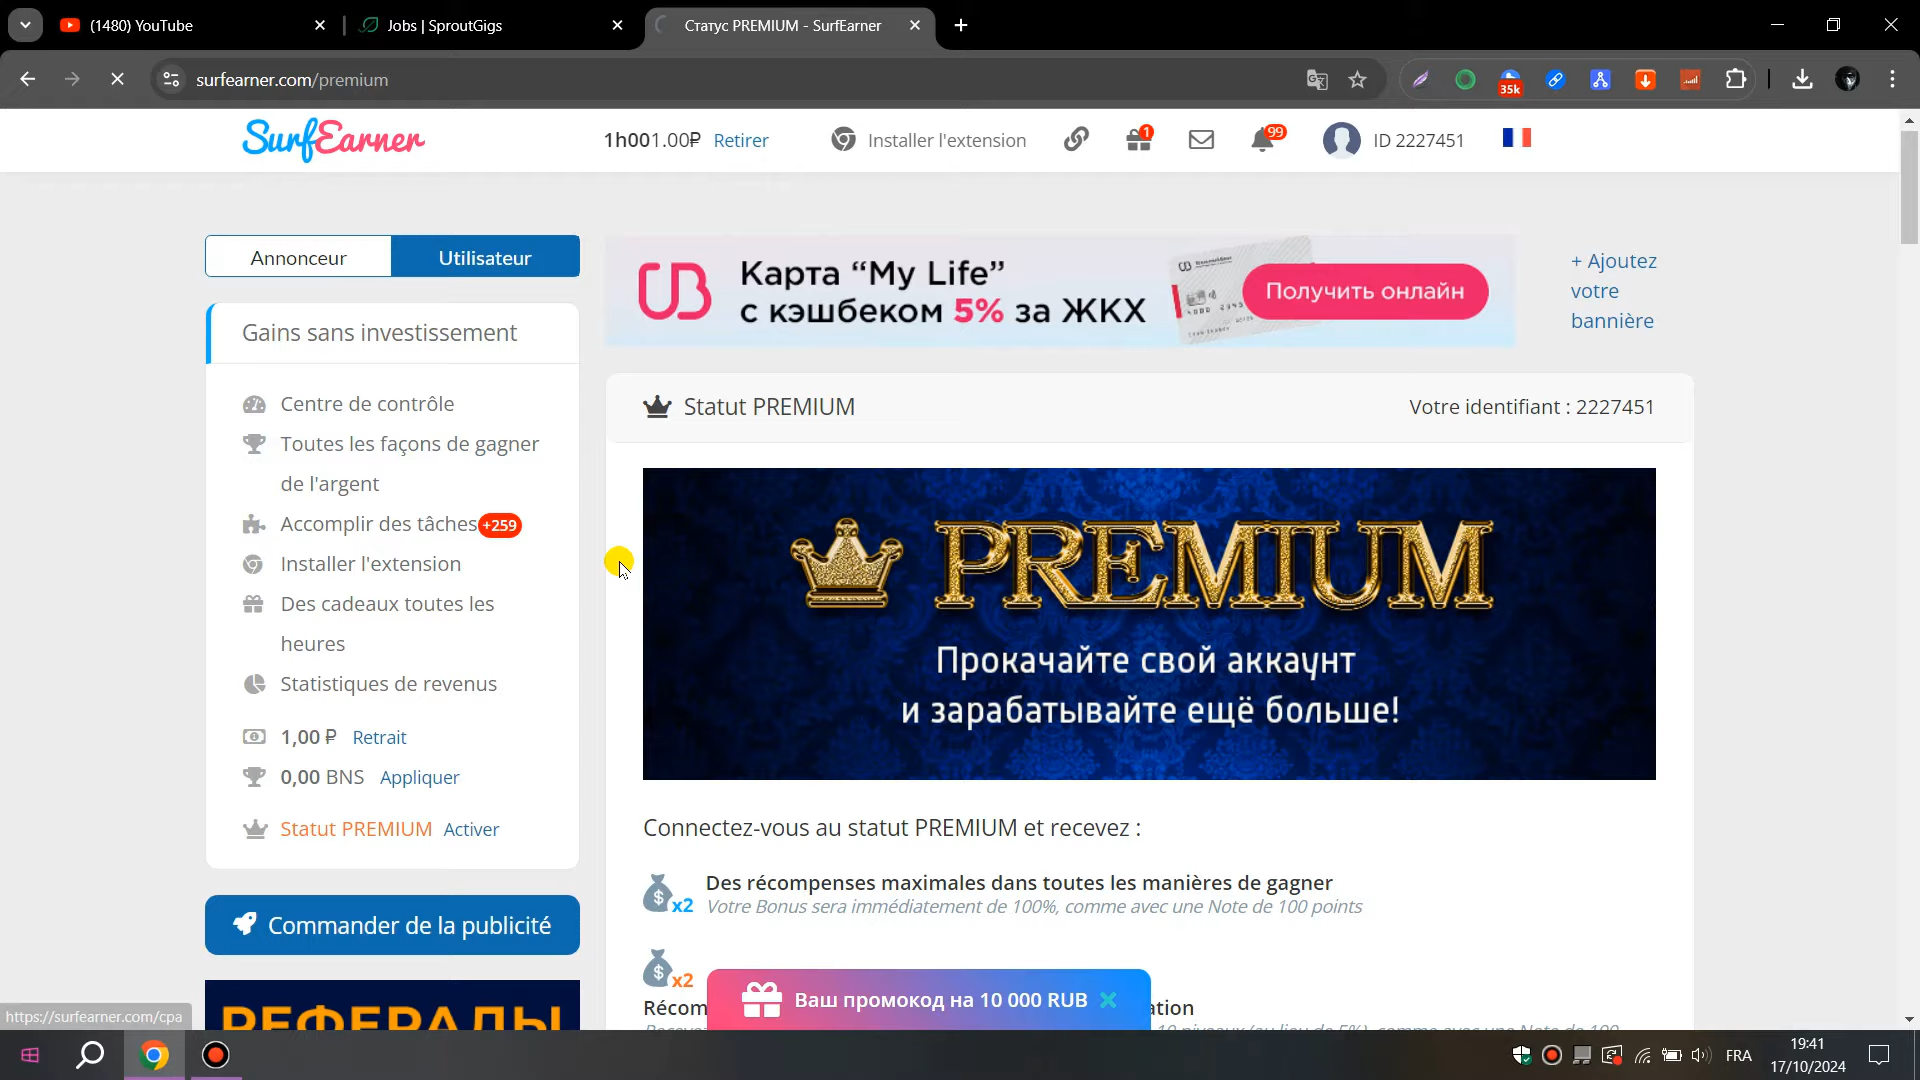 (1480) YouTube
Jobs | SproutGigs
Статус PREMIUM - SurfEarner
surfearner.com/premium
35k
SurfEarner
1h001.00₽ Retirer
Installer l'extension
1
99
ID 2227451
Annonceur
Utilisateur
Карта “My Life”
с кэшбеком 5% за ЖКХ
Получить онлайн
+ Ajoutez
votre
bannière
Gains sans investissement
Centre de contrôle
Toutes les façons de gagner
de l'argent
Accomplir des tâches +259
Installer l'extension
Des cadeaux toutes les
heures
Statistiques de revenus
1,00 ₽ Retrait
0,00 BNS Appliquer
Statut PREMIUM Activer
Commander de la publicité
РЕФЕРАЛЫ
Statut PREMIUM
Votre identifiant : 2227451
PREMIUM
Прокачайте свой аккаунт
и зарабатывайте ещё больше!
Connectez-vous au statut PREMIUM et recevez :
x2
Des récompenses maximales dans toutes les manières de gagner
Votre Bonus sera immédiatement de 100%, comme avec une Note de 100 points
x2
Récom
ation
Ваш промокод на 10 000 RUB
https://surfearner.com/cpa
FRA
19:41
17/10/2024